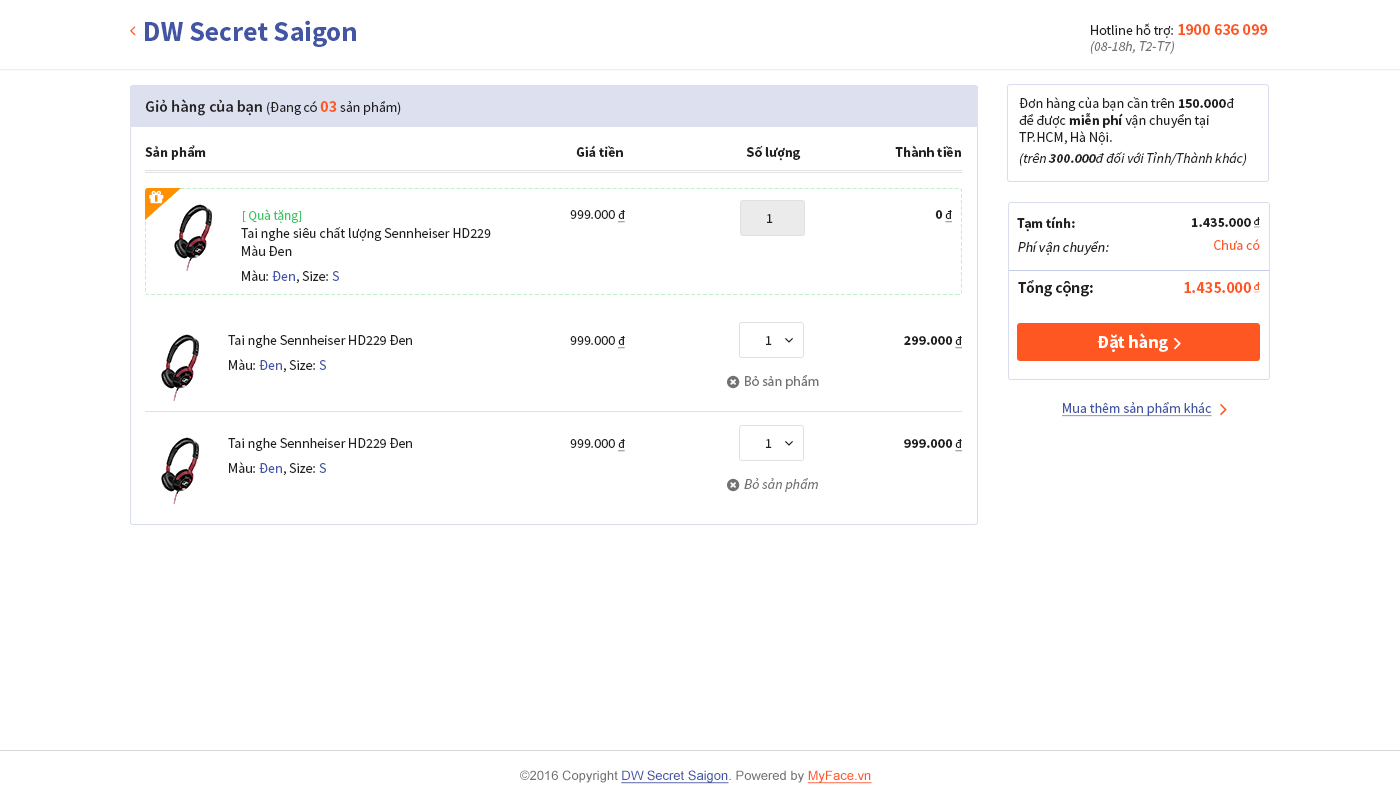 DW Secret Saigon
Hotline hỗ trợ: 1900 636 099
(08-18h, T2-T7)
Giỏ hàng của bạn (Đang có 03 sản phẩm)
Sản phẩm Giá tiền Số lượng Thành tiền
[ Quà tặng] 999.000 đ 1 0 đ
Tai nghe siêu chất lượng Sennheiser HD229
Màu Đen
Màu: Đen, Size: S
Tai nghe Sennheiser HD229 Đen 999.000 đ 1 299.000 đ
Màu: Đen, Size: S
Bỏ sản phẩm
Tai nghe Sennheiser HD229 Đen 999.000 đ 1 999.000 đ
Màu: Đen, Size: S
Bỏ sản phẩm
Đơn hàng của bạn cần trên 150.000đ
để được miễn phí vận chuyển tại
TP.HCM, Hà Nội.
(trên 300.000đ đối với Tỉnh/Thành khác)
Tạm tính: 1.435.000 đ
Phí vận chuyển: Chưa có
Tổng cộng: 1.435.000 đ
Đặt hàng
Mua thêm sản phẩm khác
©2016 Copyright DW Secret Saigon. Powered by MyFace.vn